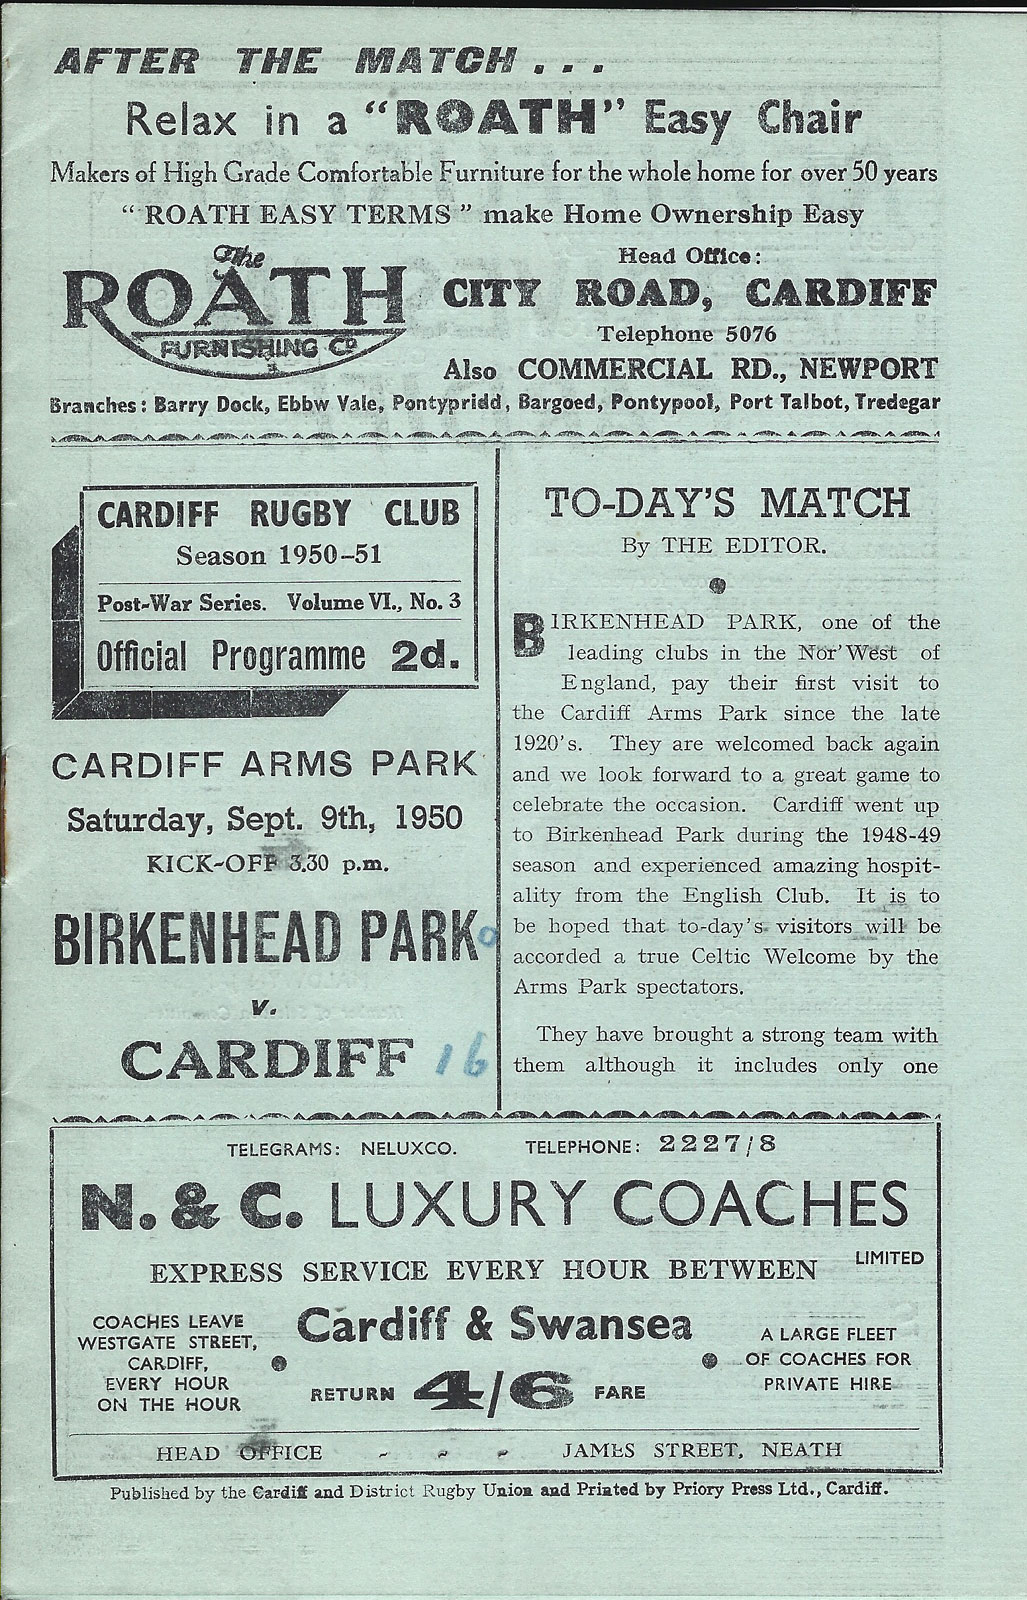 AFTER THE MATCH . . .
Relax in a "ROATH" Easy Chair
Makers of High Grade Comfortable Furniture for the whole home for over 50 years
" ROATH EASY TERMS " make Home Ownership Easy
The
ROATH
FURNISHING Co
Head Office:
CITY ROAD, CARDIFF
Telephone 5076
Also COMMERCIAL RD., NEWPORT
Branches: Barry Dock, Ebbw Vale, Pontypridd, Bargoed, Pontypool, Port Talbot, Tredegar
CARDIFF RUGBY CLUB
Season 1950-51
Post-War Series. Volume VI., No. 3
Official Programme 2d.
CARDIFF ARMS PARK
Saturday, Sept. 9th, 1950
KICK-OFF 3.30 p.m.
BIRKENHEAD PARK 0
v.
CARDIFF 16
TO-DAY'S MATCH
By THE EDITOR.
BIRKENHEAD PARK, one of the
leading clubs in the Nor'West of
England, pay their first visit to
the Cardiff Arms Park since the late
1920's. They are welcomed back again
and we look forward to a great game to
celebrate the occasion. Cardiff went up
to Birkenhead Park during the 1948-49
season and experienced amazing hospit-
ality from the English Club. It is to
be hoped that to-day's visitors will be
accorded a true Celtic Welcome by the
Arms Park spectators.
They have brought a strong team with
them although it includes only one
TELEGRAMS: NELUXCO. TELEPHONE: 2227/8
N. & C. LUXURY COACHES
LIMITED
EXPRESS SERVICE EVERY HOUR BETWEEN
COACHES LEAVE
WESTGATE STREET,
CARDIFF,
EVERY HOUR
ON THE HOUR
Cardiff & Swansea
RETURN 4/6 FARE
A LARGE FLEET
OF COACHES FOR
PRIVATE HIRE
HEAD OFFICE - - - JAMES STREET, NEATH
Published by the Cardiff and District Rugby Union and Printed by Priory Press Ltd., Cardiff.